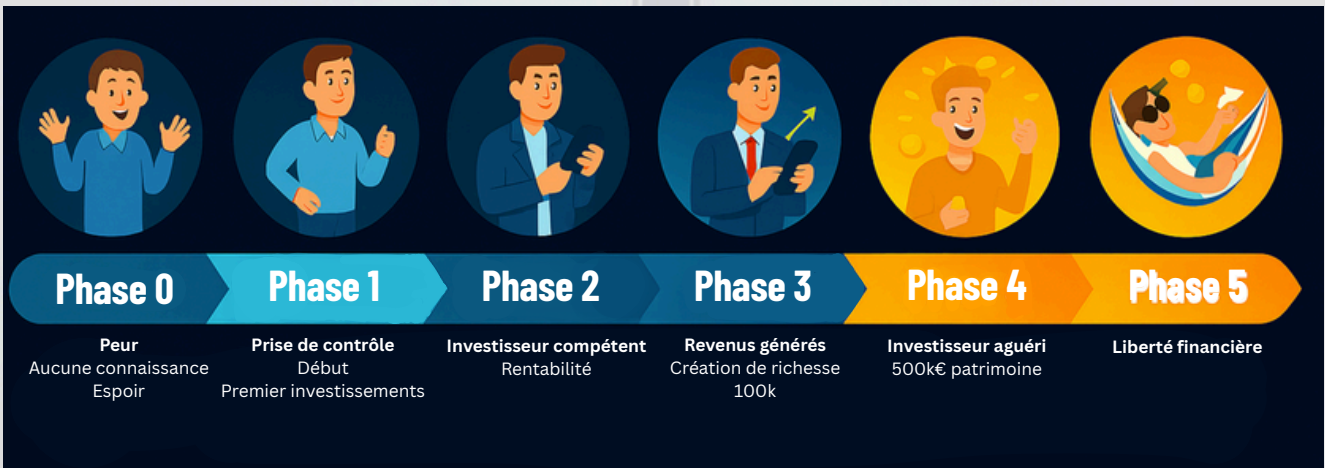 Phase 0
Phase 1
Phase 2
Phase 3
Phase 4
Phase 5
Peur
Aucune connaissance
Espoir
Prise de contrôle
Début
Premier investissements
Investisseur compétent
Rentabilité
Revenus générés
Création de richesse
100k
Investisseur aguéri
500k€ patrimoine
Liberté financière